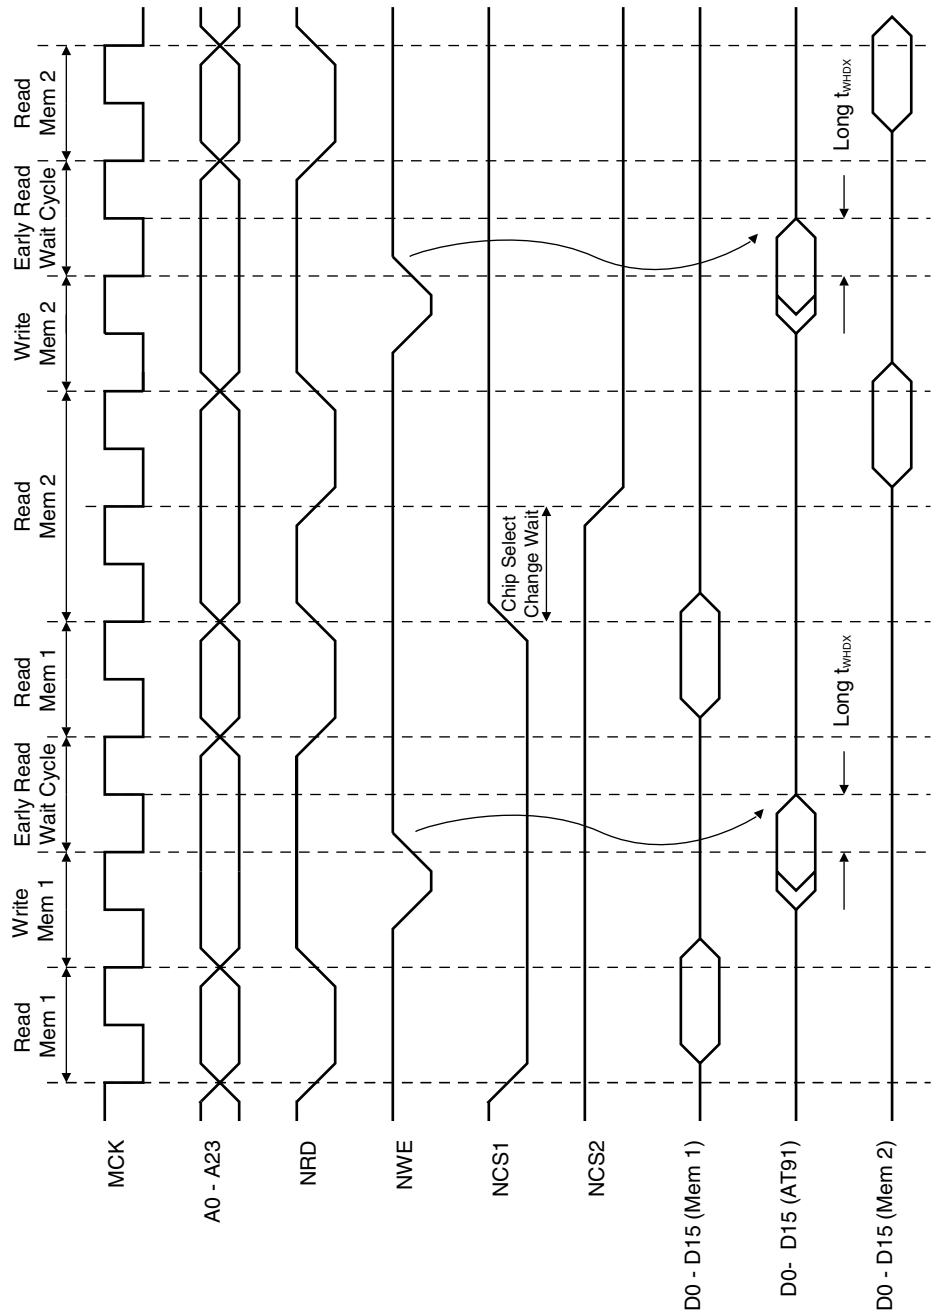 Read
Mem 1
Write
Mem 1
Early Read
Wait Cycle
Read
Mem 1
Read
Mem 2
Write
Mem 2
Early Read
Wait Cycle
Read
Mem 2
MCK
A0 - A23
NRD
NWE
NCS1
Chip Select
Change Wait
NCS2
D0 - D15 (Mem 1)
D0- D15 (AT91)
Long tWHDX
Long tWHDX
D0 - D15 (Mem 2)